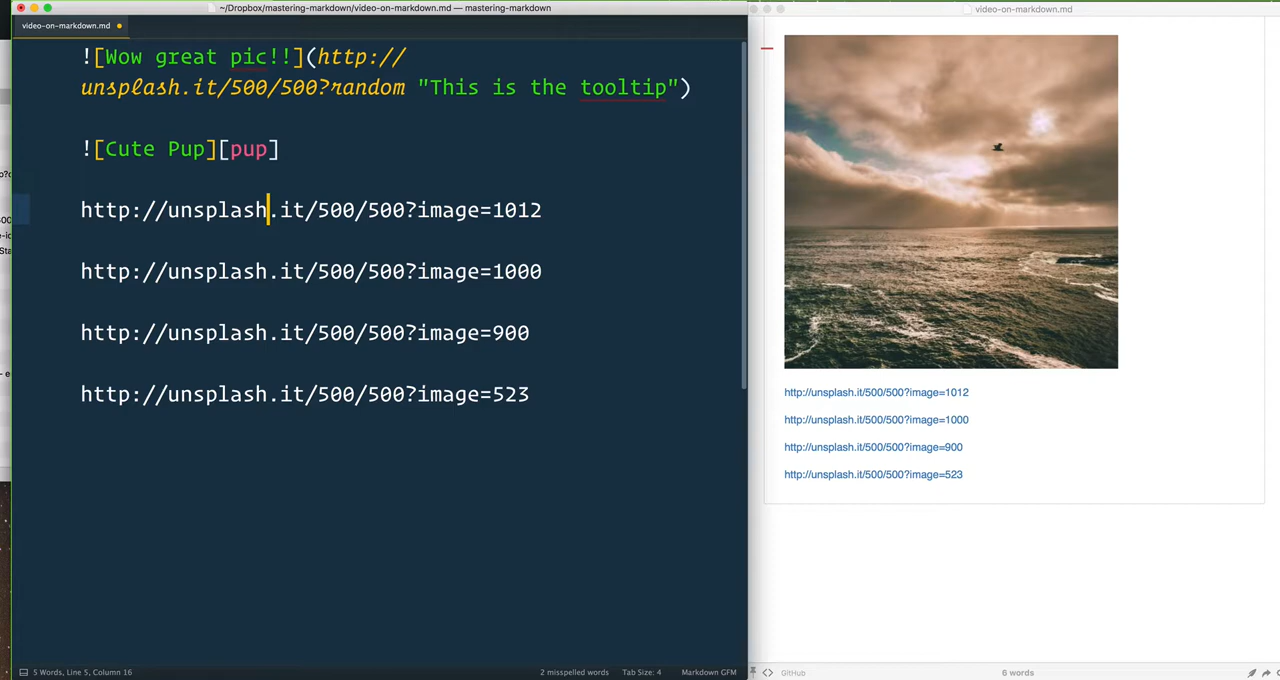 ~/Dropbox/mastering-markdown/video-on-markdown.md — mastering-markdown
video-on-markdown.md
![Wow great pic!!](http://
unsplash.it/500/500?random "This is the tooltip")
![Cute Pup][pup]
http://unsplash.it/500/500?image=1012
http://unsplash.it/500/500?image=1000
http://unsplash.it/500/500?image=900
http://unsplash.it/500/500?image=523
5 Words, Line 5, Column 16
2 misspelled words
Tab Size: 4
Markdown GFM
video-on-markdown.md
http://unsplash.it/500/500?image=1012
http://unsplash.it/500/500?image=1000
http://unsplash.it/500/500?image=900
http://unsplash.it/500/500?image=523
GitHub
6 words